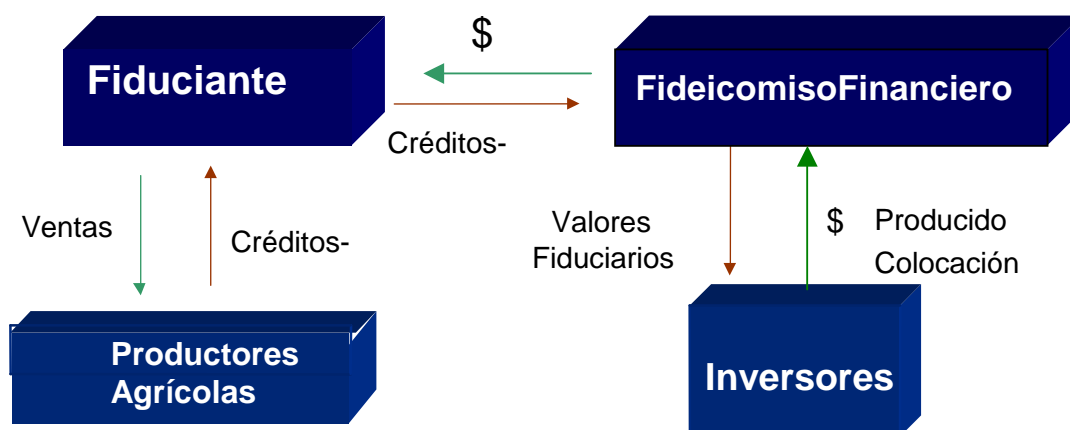 $
Fiduciante
FideicomisoFinanciero
Créditos-
Ventas
Créditos-
Valores
Fiduciarios
$ Producido
Colocación
Productores
Agrícolas
Inversores